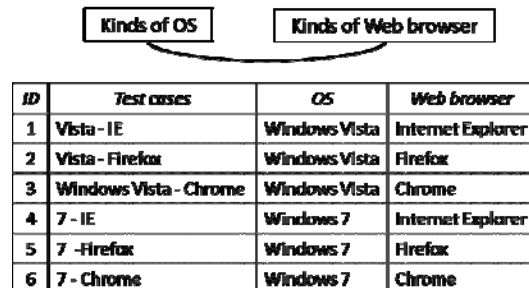 Kinds of OS Kinds of Web browser
ID Test cases OS Web browser
1 Vista - IE Windows Vista Internet Explorer
2 Vista - Firefox Windows Vista Firefox
3 Windows Vista - Chrome Windows Vista Chrome
4 7 - IE Windows 7 Internet Explorer
5 7 -Firefox Windows 7 Firefox
6 7 - Chrome Windows 7 Chrome